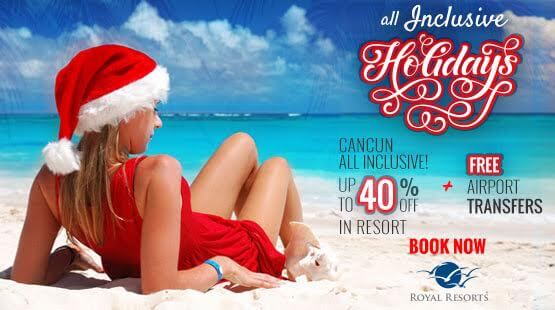 all Inclusive
Holidays
CANCUN
ALL INCLUSIVE!
UP TO 40% OFF
IN RESORT
+
FREE
AIRPORT
TRANSFERS
BOOK NOW
ROYAL RESORTS